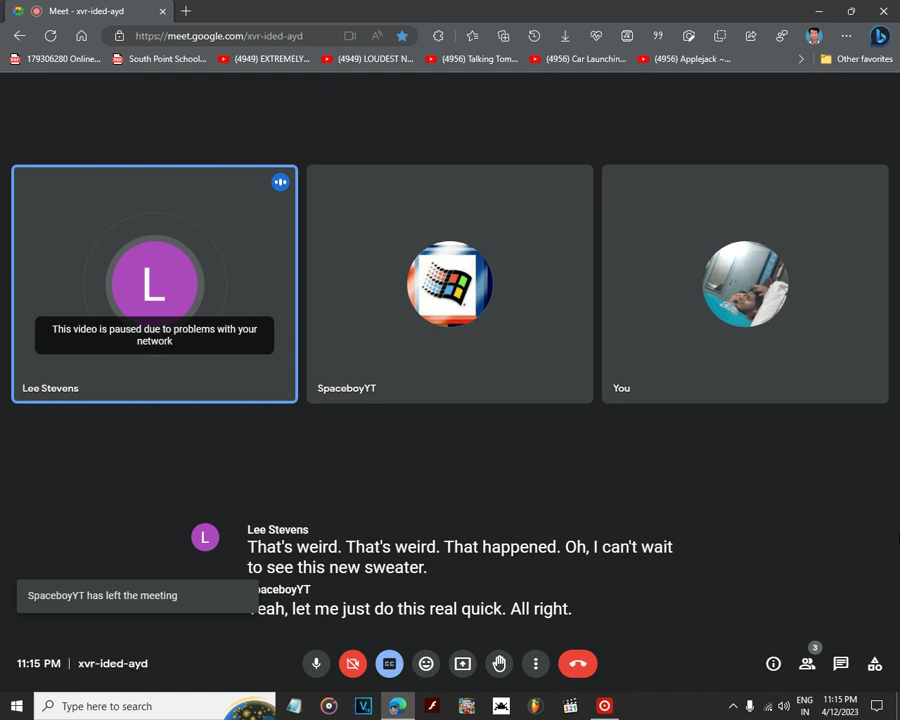 Meet - xvr-ided-ayd
https://meet.google.com/xvr-ided-ayd
179306280 Online...
South Point School...
(4949) EXTREMELY...
(4949) LOUDEST N...
(4956) Talking Tom...
(4956) Car Launchin...
(4956) Applejack ~...
Other favorites
L
This video is paused due to problems with your
network
Lee Stevens
SpaceboyYT
You
L
Lee Stevens
That's weird. That's weird. That happened. Oh, I can't wait
to see this new sweater.
SpaceboyYT has left the meeting
paceboyYT
eah, let me just do this real quick. All right.
11:15 PM | xvr-ided-ayd
CC
3
Type here to search
321
ENG
IN
11:15 PM
4/12/2023